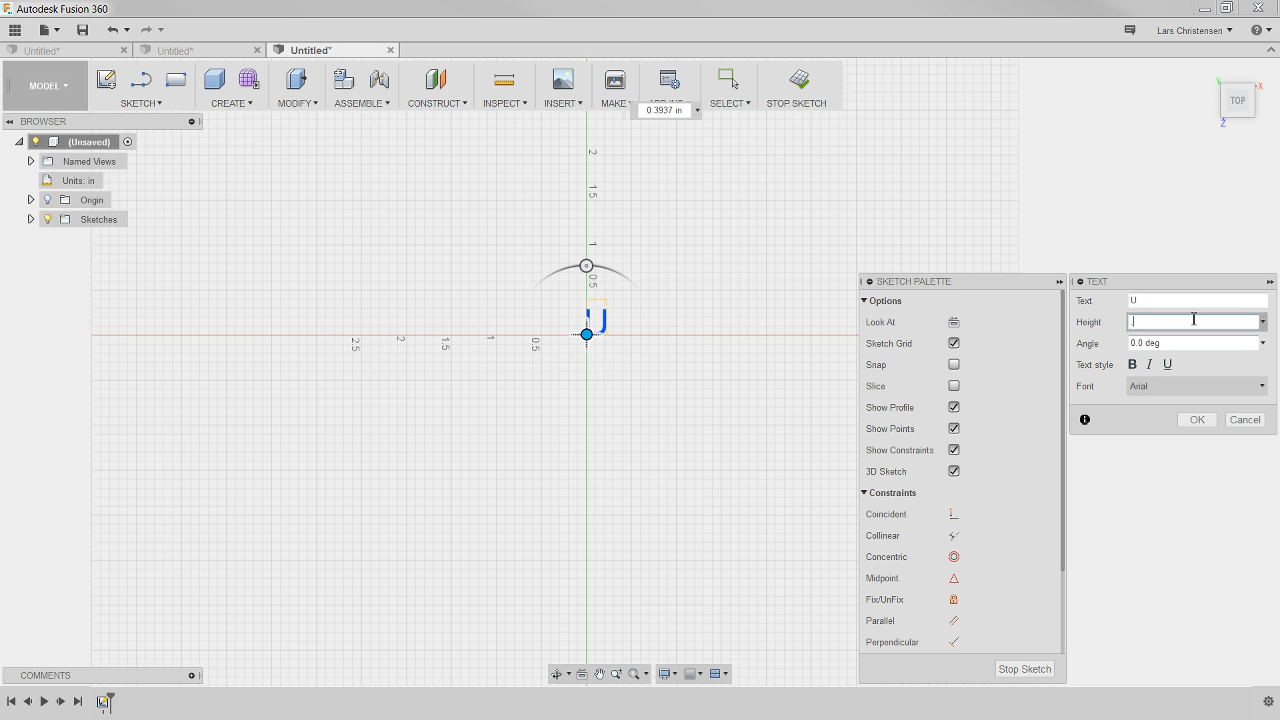 Autodesk Fusion 360
Lars Christensen
Untitled*
Untitled*
Untitled*
MODEL
SKETCH
CREATE
MODIFY
ASSEMBLE
CONSTRUCT
INSPECT
INSERT
MAKE
SELECT
STOP SKETCH
0.3937 in
TOP
X
Y
Z
BROWSER
(Unsaved)
Named Views
Units: in
Origin
Sketches
2
1.5
1
0.5
2.5
2
1.5
1
0.5
U
SKETCH PALETTE
Options
Look At
Sketch Grid
Snap
Slice
Show Profile
Show Points
Show Constraints
3D Sketch
Constraints
Coincident
Collinear
Concentric
Midpoint
Fix/UnFix
Parallel
Perpendicular
Stop Sketch
TEXT
Text U
Height .
Angle 0.0 deg
Text style B I U
Font Arial
OK Cancel
COMMENTS